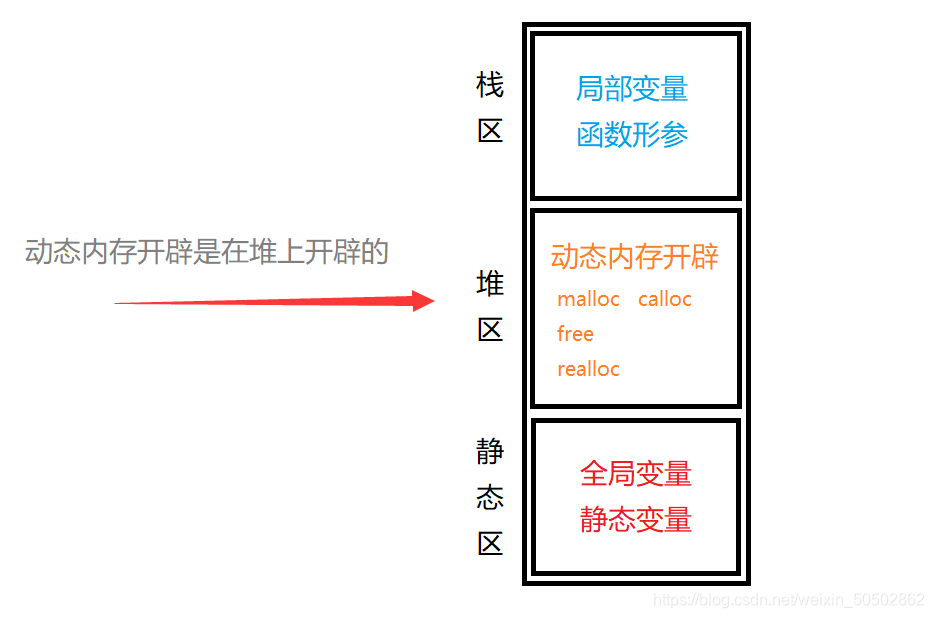 栈区
局部变量
函数形参
动态内存开辟是在堆上开辟的
堆区
动态内存开辟
malloc calloc
free
realloc
静态区
全局变量
静态变量
https://blog.csdn.net/weixin_50502862